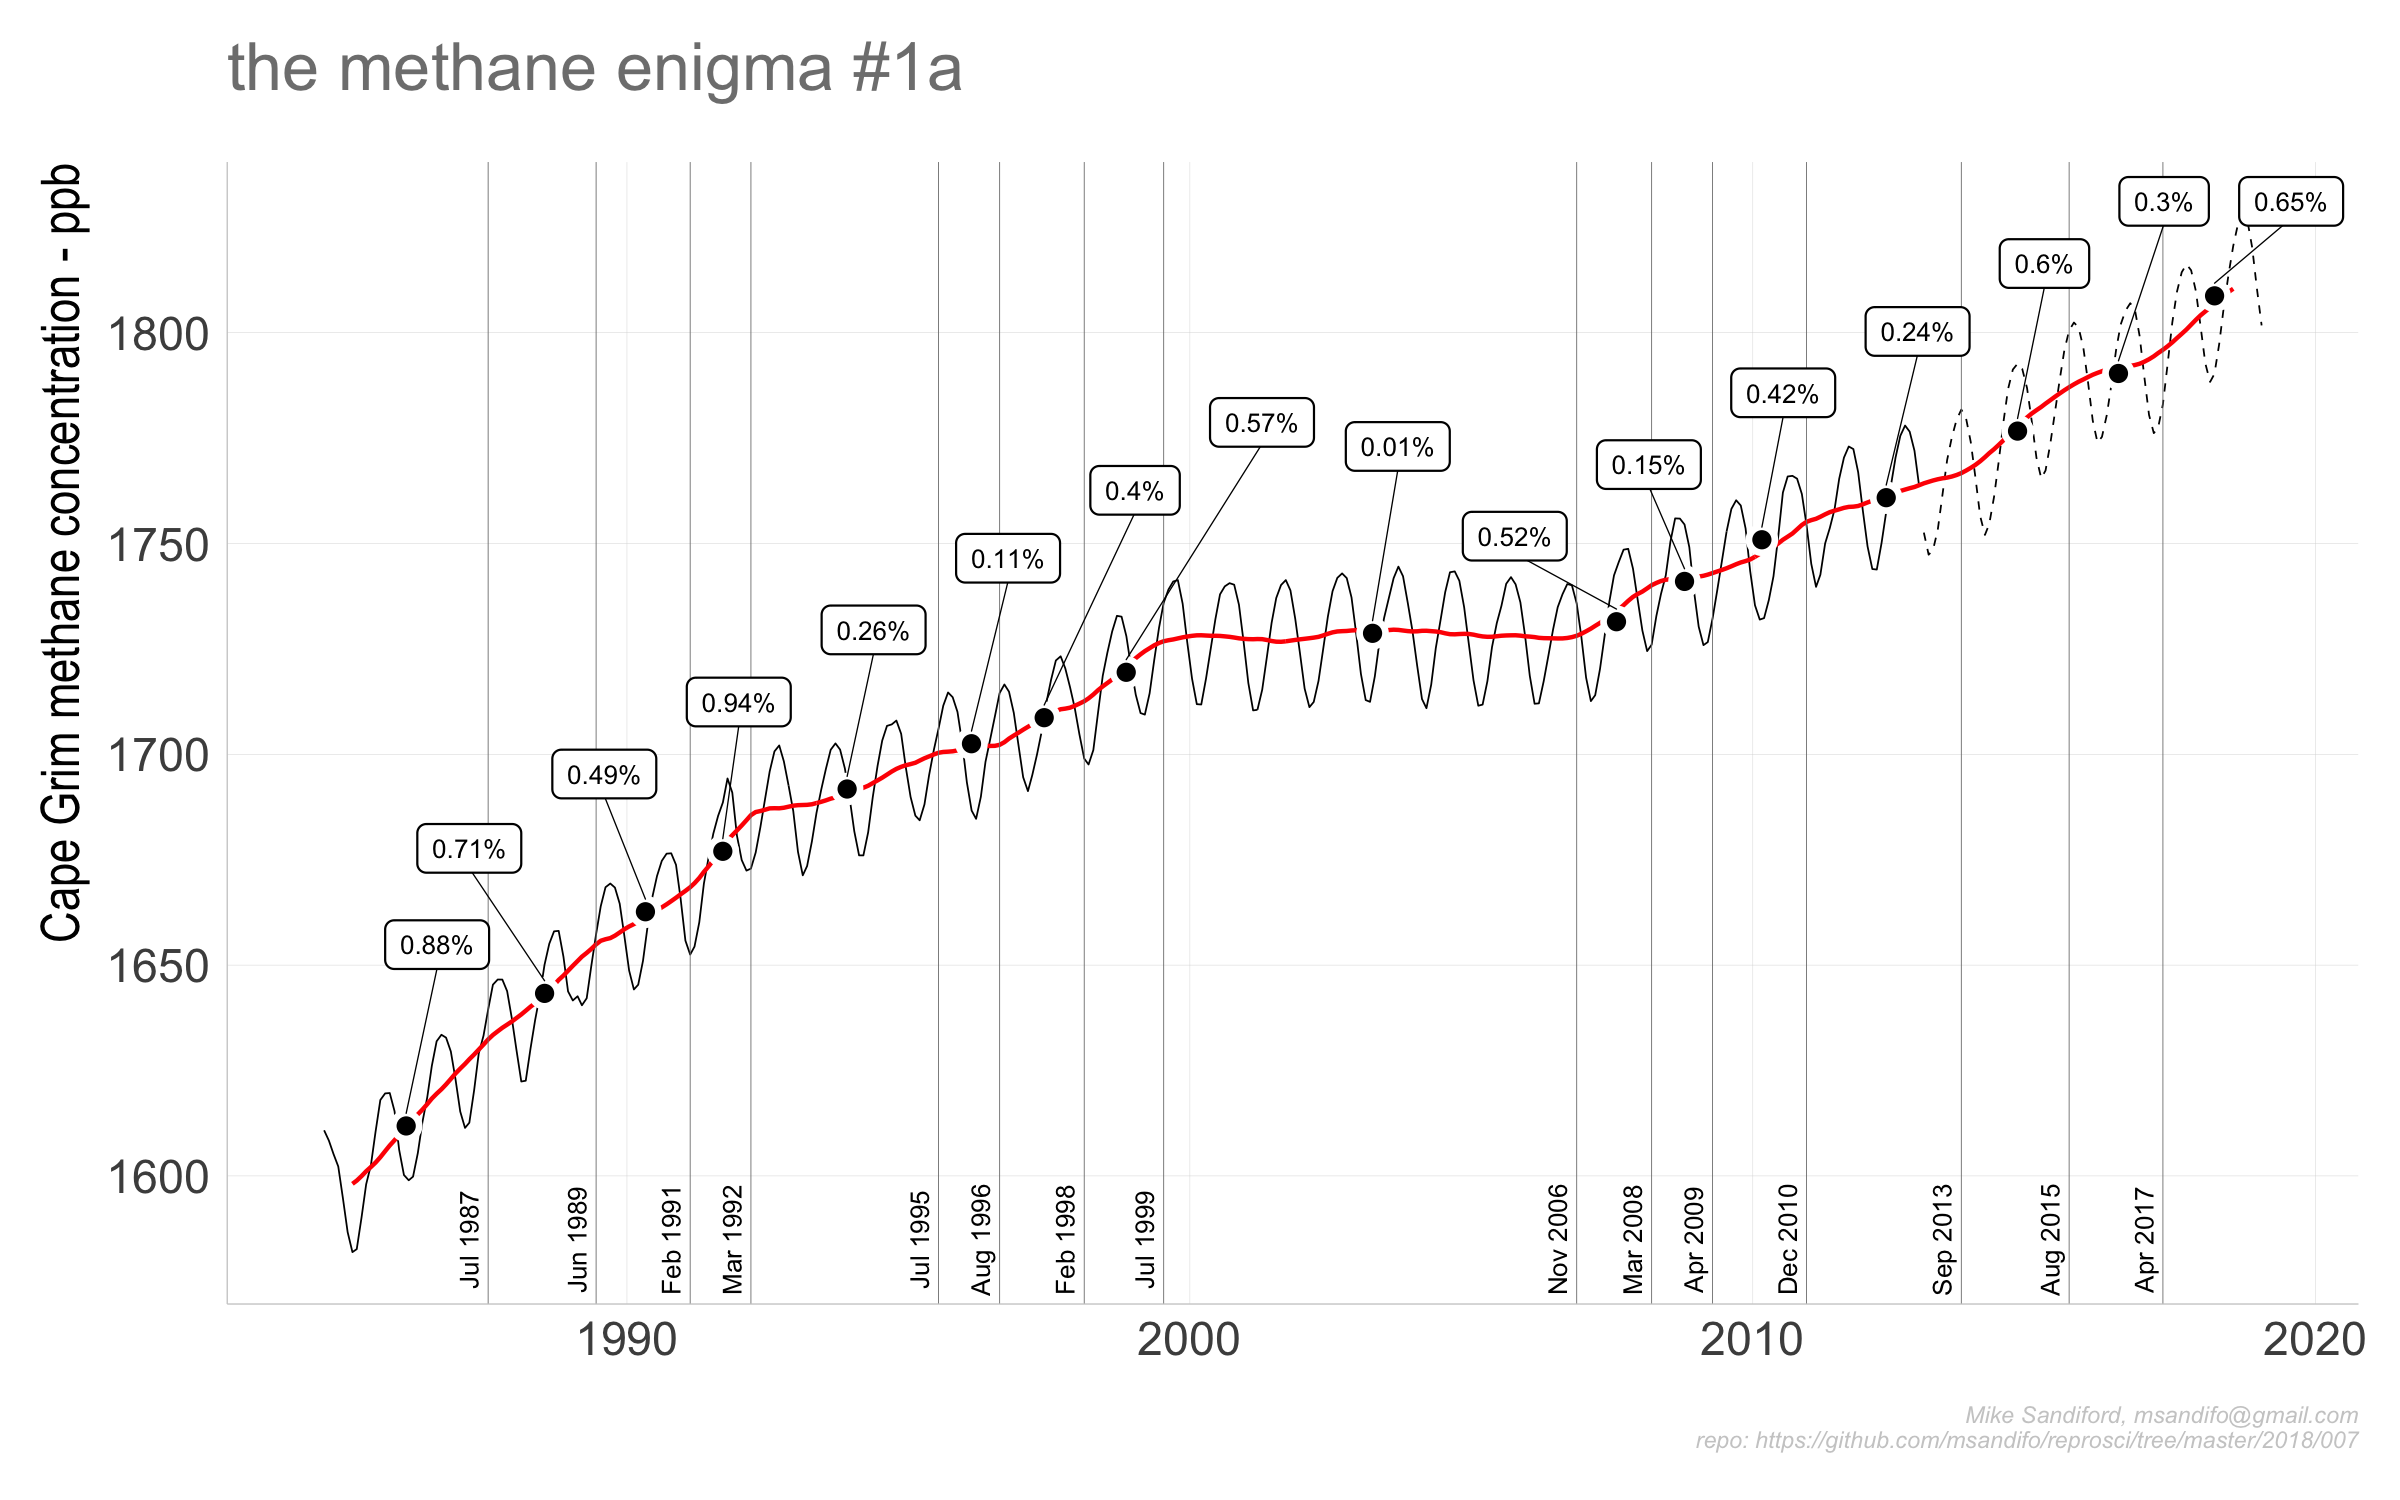 the methane enigma #1a
Cape Grim methane concentration - ppb
1800
1750
1700
1650
1600
0.88%
0.71%
0.49%
0.94%
0.26%
0.11%
0.4%
0.57%
0.01%
0.52%
0.15%
0.42%
0.24%
0.6%
0.3%
0.65%
Jul 1987
Jun 1989
Feb 1991
Mar 1992
Jul 1995
Aug 1996
Feb 1998
Jul 1999
Nov 2006
Mar 2008
Apr 2009
Dec 2010
Sep 2013
Aug 2015
Apr 2017
1990
2000
2010
2020
Mike Sandiford, msandifo@gmail.com
repo: https://github.com/msandifo/reprosci/tree/master/2018/007